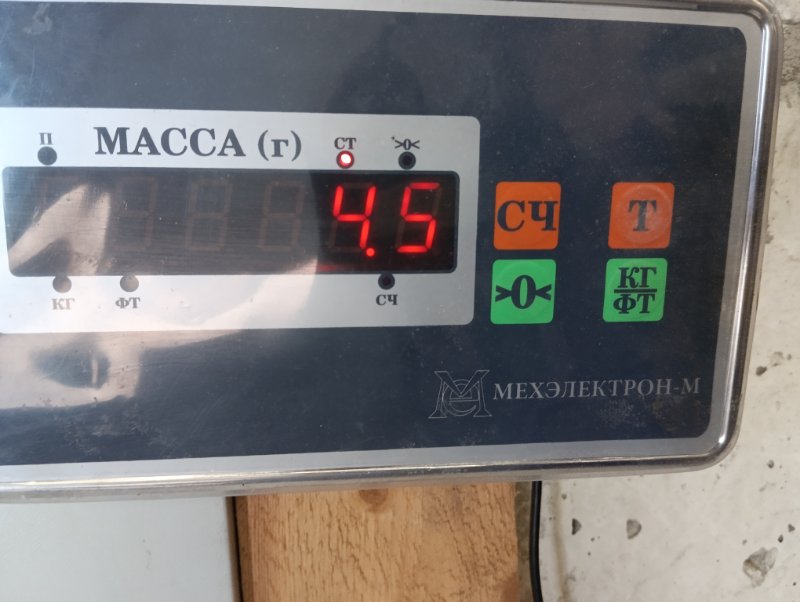 П МАССА (г) СТ >0<
4.5
КГ ФТ СЧ
СЧ Т
>0< КГ/ФТ
МЕХЭЛЕКТРОН-М